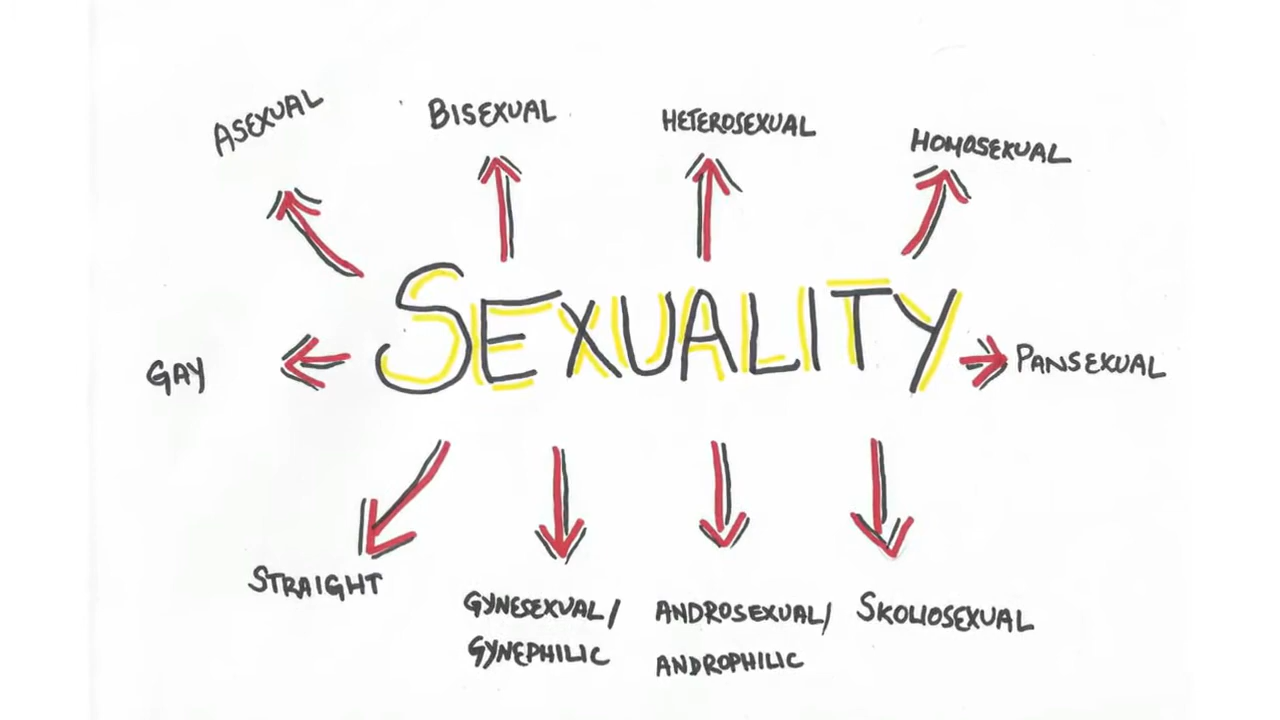 ASEXUAL
BISEXUAL
HETEROSEXUAL
HOMOSEXUAL
GAY
SEXUALITY
PANSEXUAL
STRAIGHT
GYNESEXUAL/
GYNEPHILIC
ANDROSEXUAL/
ANDROPHILIC
SKOLIOSEXUAL